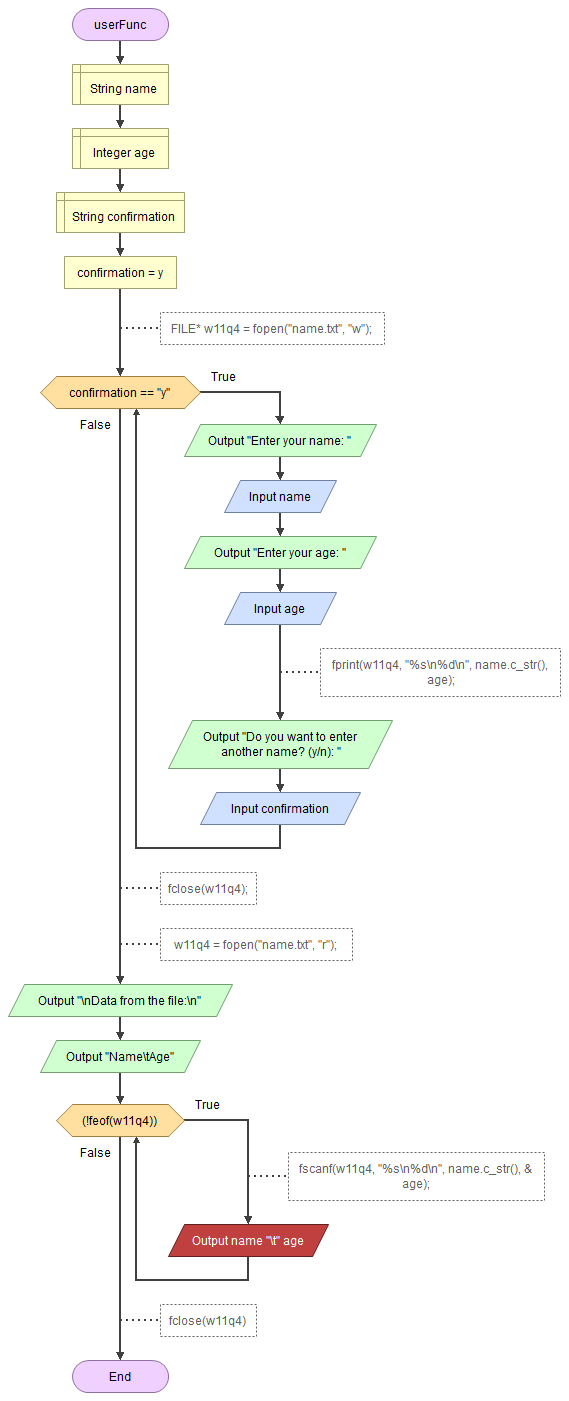 userFunc
String name
Integer age
String confirmation
confirmation = y
FILE* w11q4 = fopen("name.txt", "w");
confirmation == "y"
True
False
Output "Enter your name: "
Input name
Output "Enter your age: "
Input age
fprint(w11q4, "%s\n%d\n", name.c_str(),
age);
Output "Do you want to enter
another name? (y/n): "
Input confirmation
fclose(w11q4);
w11q4 = fopen("name.txt", "r");
Output "\nData from the file:\n"
Output "Name\tAge"
(!feof(w11q4))
True
False
fscanf(w11q4, "%s\n%d\n", name.c_str(), &
age);
Output name "\t" age
fclose(w11q4)
End